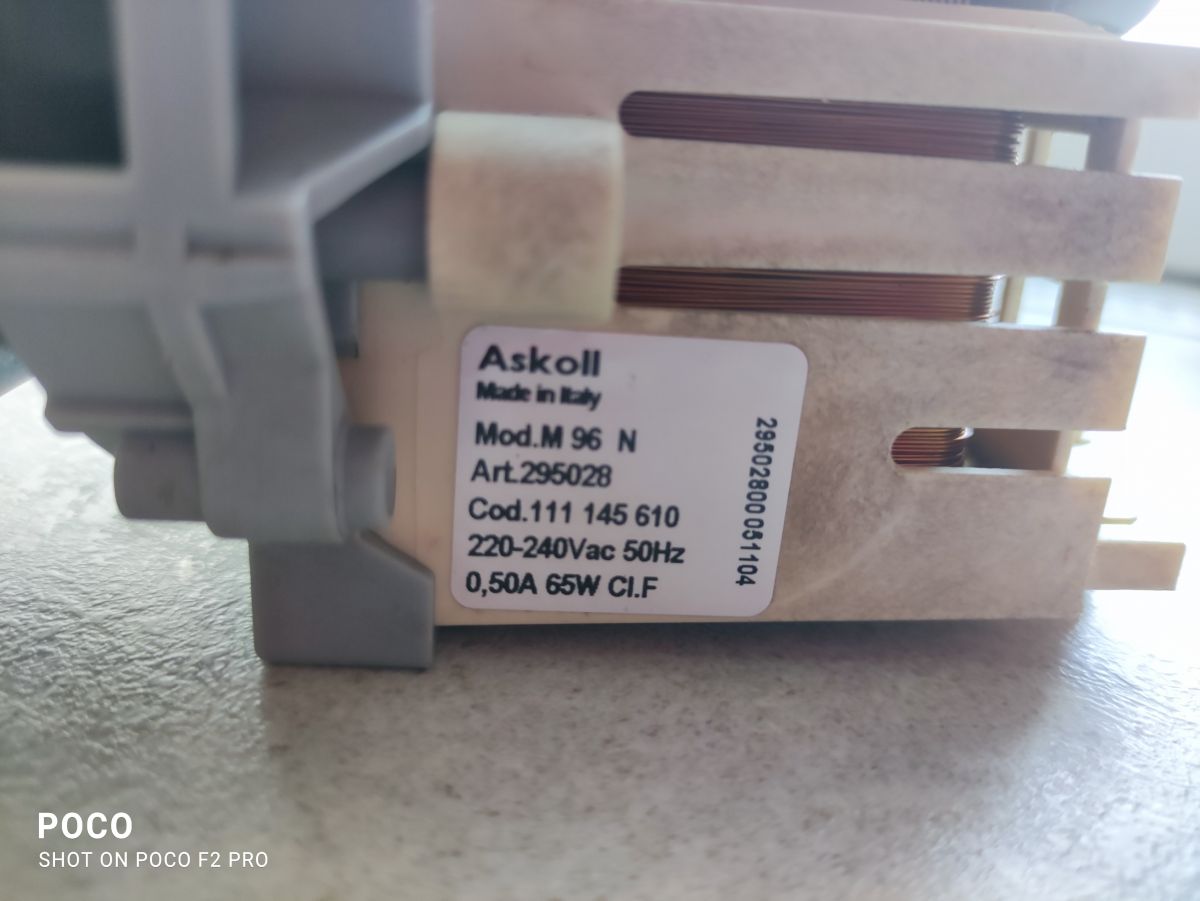 Askoll
Made in Italy
Mod.M 96 N
Art.295028
Cod.111 145 610
220-240Vac 50Hz
0,50A 65W Cl.F
29502800051104
POCO
SHOT ON POCO F2 PRO